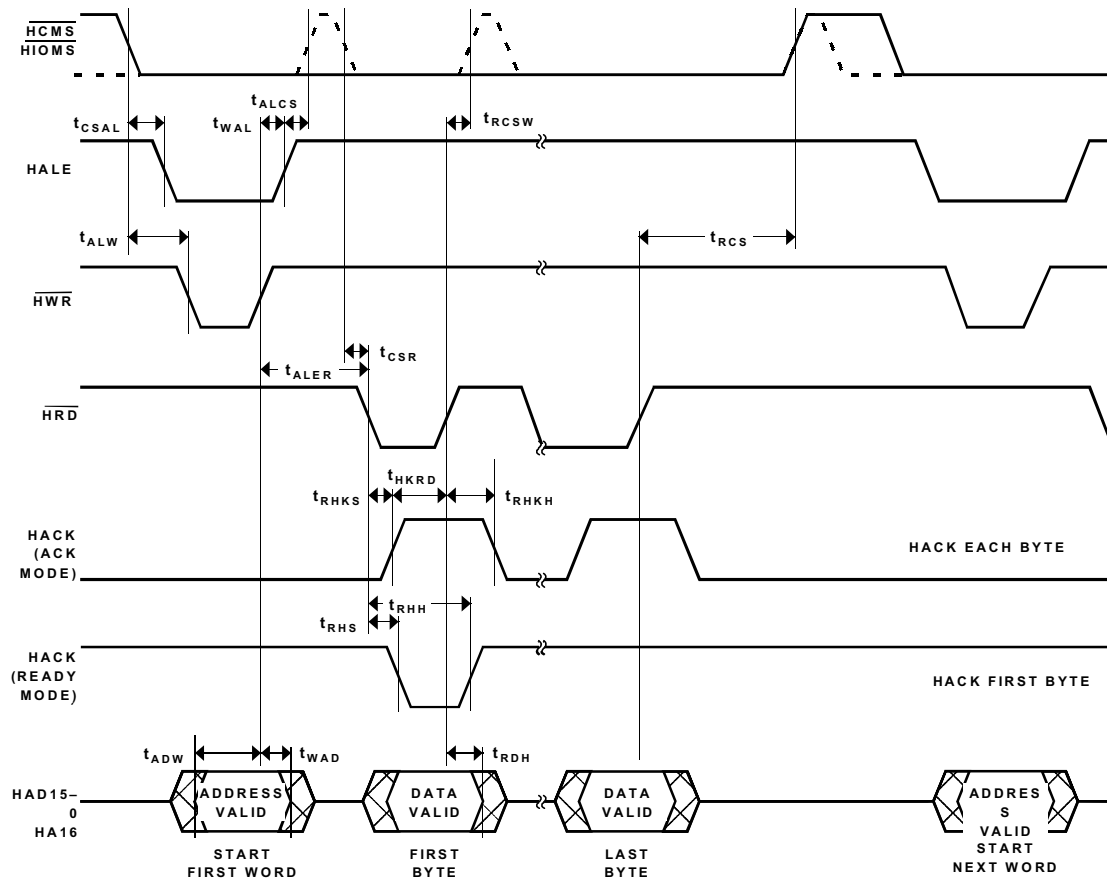 HCMS
HIOMS
tALCS
tCSAL
tWAL
tRCSW
HALE
tALW
tRCS
HWR
tCSR
tALER
HRD
tHKRD
tRHKS
tRHKH
HACK
(ACK
MODE)
HACK EACH BYTE
tRHH
tRHS
HACK
(READY
MODE)
HACK FIRST BYTE
tADW
tWAD
tRDH
HAD15–
0
HA16
ADDRESS
VALID
DATA
VALID
DATA
VALID
ADDRES
S
VALID
START
FIRST WORD
FIRST
BYTE
LAST
BYTE
START
NEXT WORD